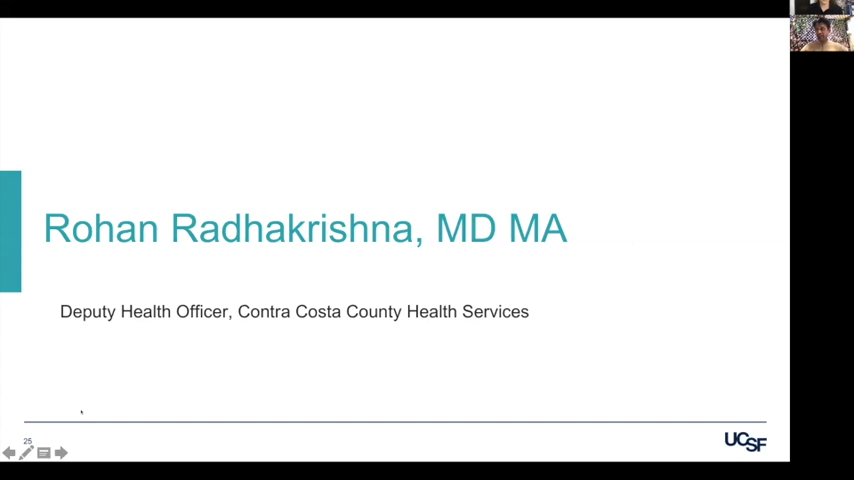 Rohan Radhakrishna, MD MA
Deputy Health Officer, Contra Costa County Health Services
25
UCSF